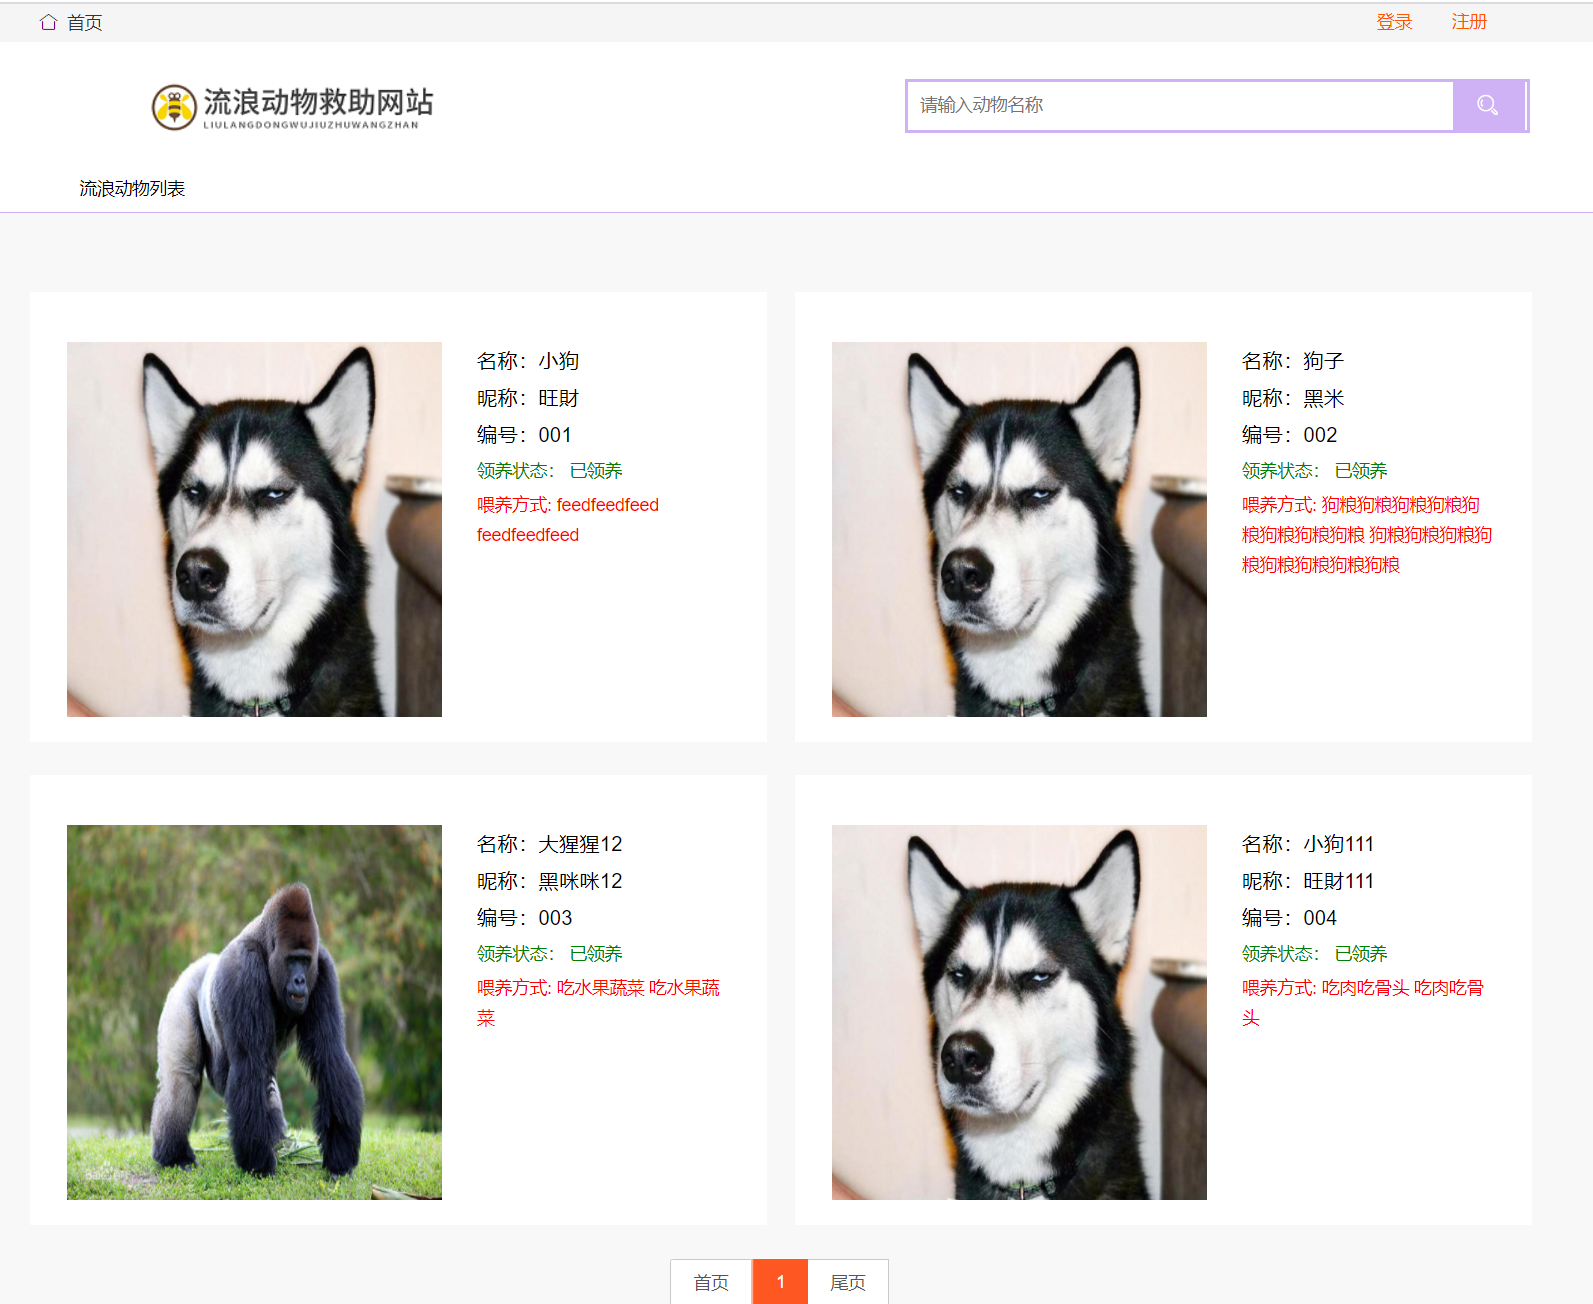 首页
登录
注册
流浪动物救助网站
LIULANGDONGWUJIUZHUWANGZHAN
请输入动物名称
流浪动物列表
名称：小狗
昵称：旺財
编号：001
领养状态： 已领养
喂养方式: feedfeedfeed
feedfeedfeed
名称：狗子
昵称：黑米
编号：002
领养状态： 已领养
喂养方式: 狗粮狗粮狗粮狗粮狗
粮狗粮狗粮狗粮 狗粮狗粮狗粮狗
粮狗粮狗粮狗粮狗粮
名称：大猩猩12
昵称：黑咪咪12
编号：003
领养状态： 已领养
喂养方式: 吃水果蔬菜 吃水果蔬
菜
名称：小狗111
昵称：旺財111
编号：004
领养状态： 已领养
喂养方式: 吃肉吃骨头 吃肉吃骨
头
首页
1
尾页